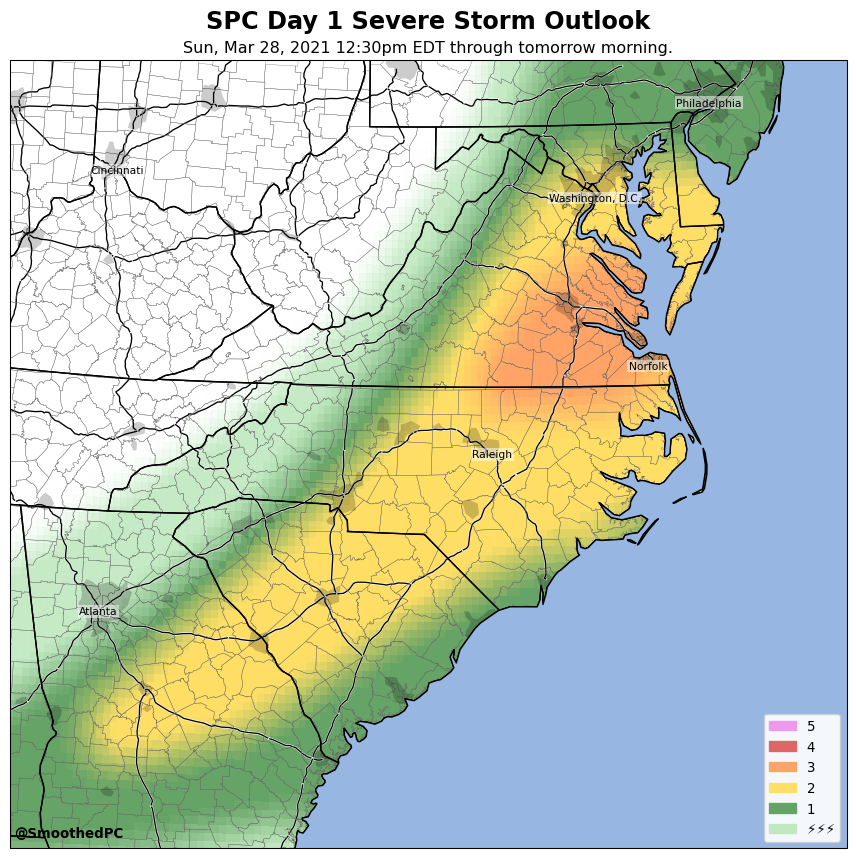 SPC Day 1 Severe Storm Outlook
Sun, Mar 28, 2021 12:30pm EDT through tomorrow morning.
Philadelphia
Cincinnati
Washington, D.C.
Norfolk
Raleigh
Atlanta
5
4
3
2
1
⚡⚡⚡
@SmoothedPC